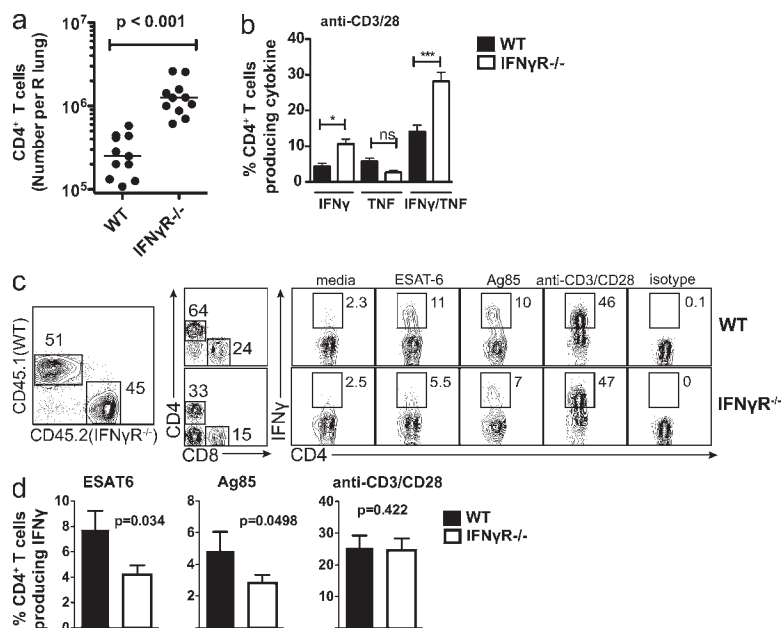 a
p < 0.001
CD4+ T cells
(Number per R lung)
10^7
10^6
10^5
WT
IFNγR-/-
b
anti-CD3/28
WT
IFNγR-/-
% CD4+ T cells
producing cytokine
40
30
20
10
0
*
ns
***
IFNγ
TNF
IFNγ/TNF
c
CD45.1(WT)
51
45
CD45.2(IFNγR-/-)
CD4
64
24
33
15
CD8
IFNγ
media
ESAT-6
Ag85
anti-CD3/CD28
isotype
2.3
11
10
46
0.1
WT
2.5
5.5
7
47
0
IFNγR-/-
CD4
d
% CD4+ T cells
producing IFNγ
ESAT6
10
8
6
4
2
0
p=0.034
Ag85
8
6
4
2
p=0.0498
anti-CD3/CD28
40
30
20
10
p=0.422
WT
IFNγR-/-